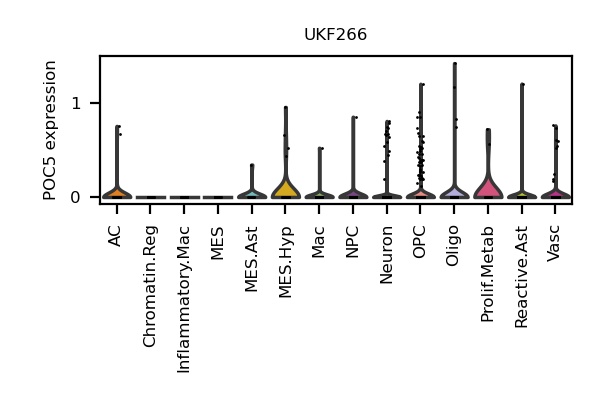 UKF266
POC5 expression
1
0
AC
Chromatin.Reg
Inflammatory.Mac
MES
MES.Ast
MES.Hyp
Mac
NPC
Neuron
OPC
Oligo
Prolif.Metab
Reactive.Ast
Vasc